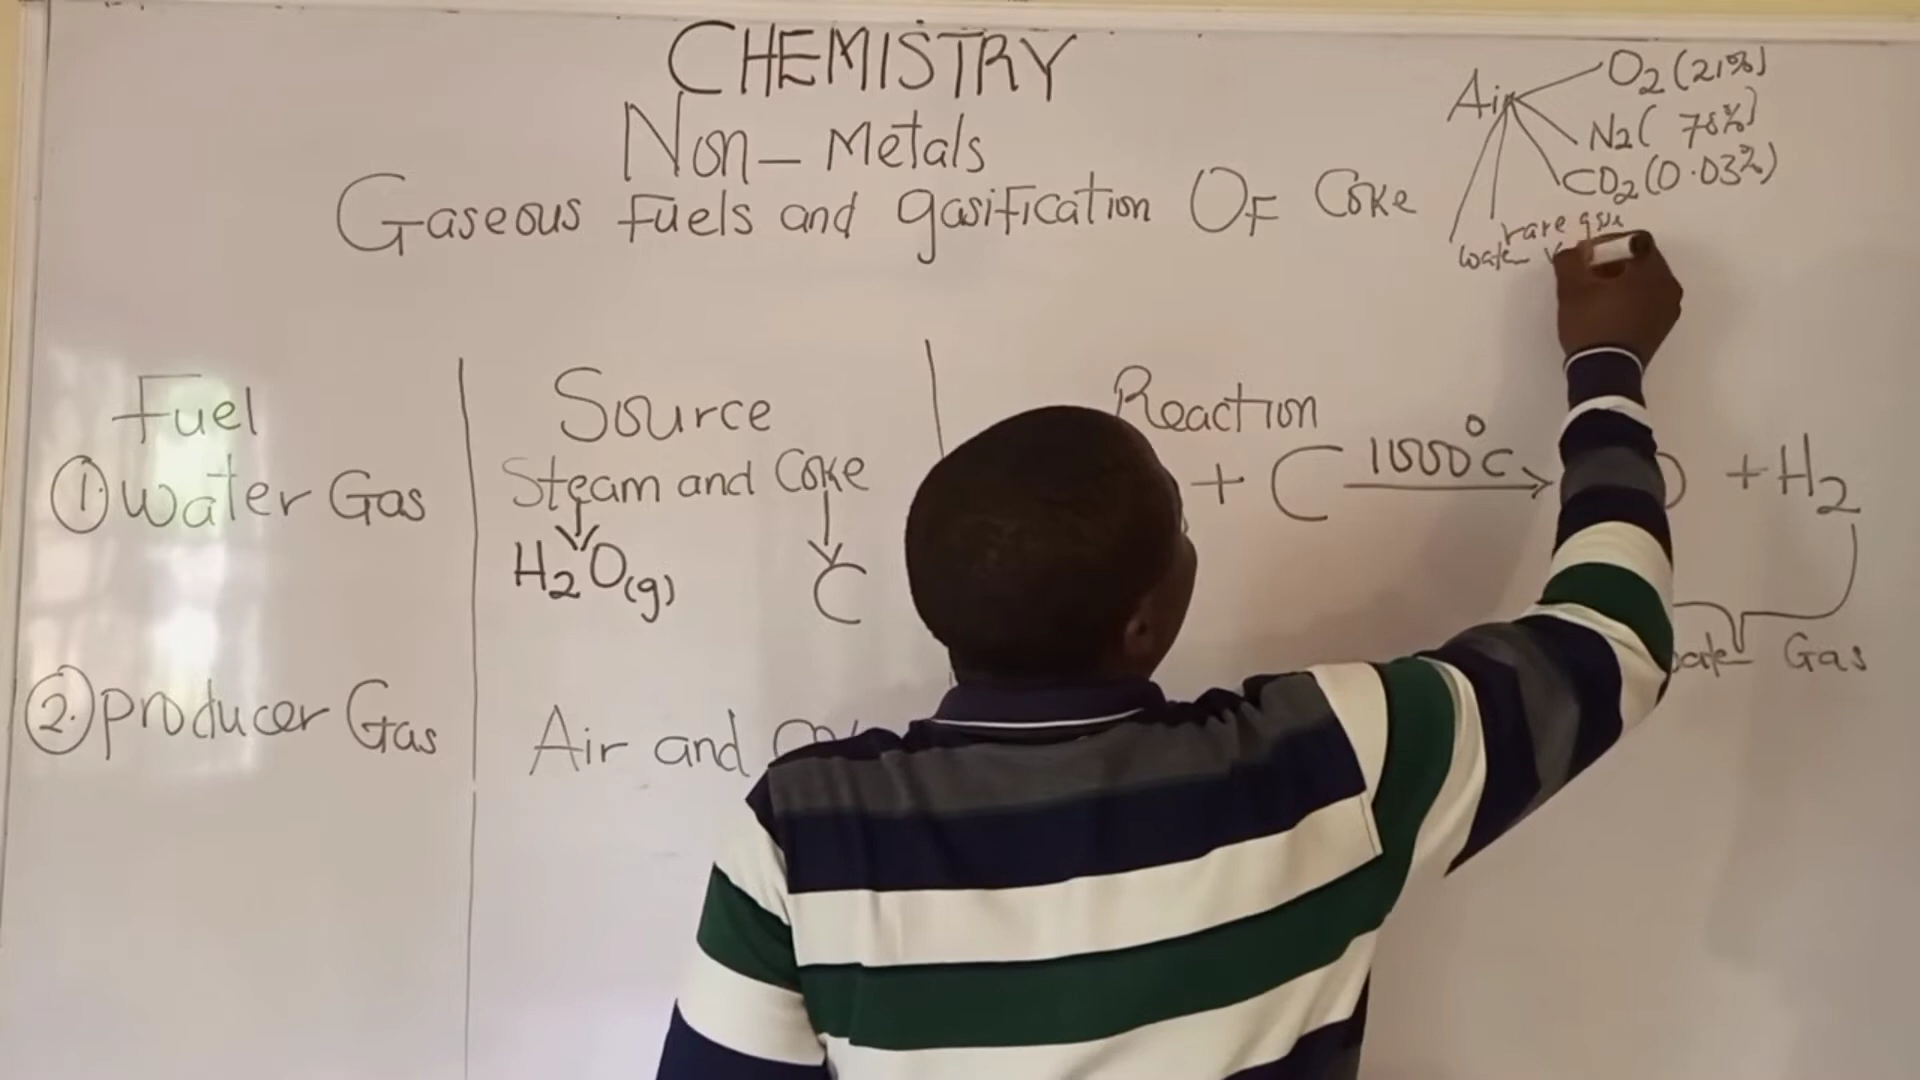 CHEMISTRY
Non-Metals
Gaseous Fuels and gasification Of Coke
Air
O2 (21%)
N2 (78%)
CO2 (0.03%)
rare
Fuel
Source
Reaction
① Water Gas
Steam and Coke
+ C 1000°C → + H2
H2O(g)
C
Gas
② producer Gas
Air and